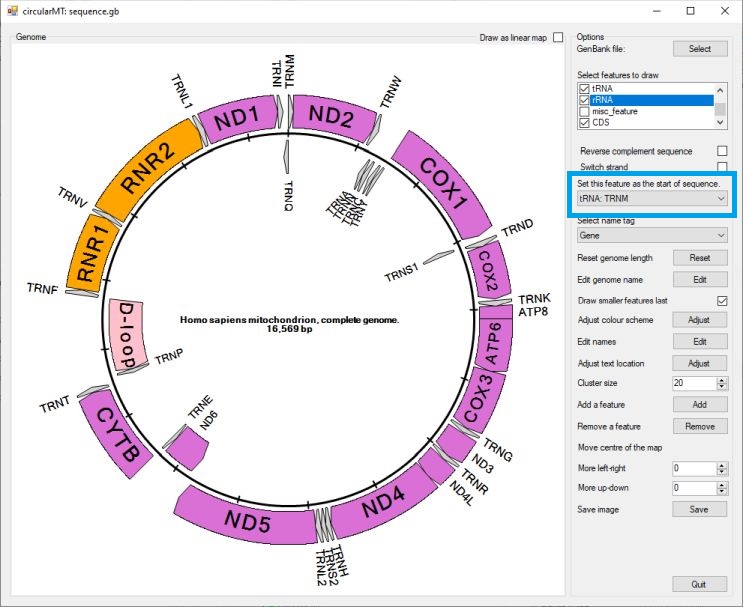 circularMT: sequence.gb
Genome
Draw as linear map
TRNL1
TRNI
TRNM
TRNW
ND1
ND2
RNR2
COX1
TRNQ
TRNA
TRNY
TRNV
RNR1
TRND
TRNS1
COX2
TRNF
D-loop
Homo sapiens mitochondrion, complete genome.
16,569 bp
TRNK
ATP8
ATP6
TRNP
COX3
TRNT
CYTB
TRNE
ND6
TRNG
ND3
TRNR
ND4L
ND4
ND5
TRNH
TRNS2
TRNL2
Options
GenBank file:
Select
Select features to draw
tRNA
rRNA
misc_feature
CDS
Reverse complement sequence
Switch strand
Set this feature as the start of sequence.
tRNA: TRNM
Select name tag
Gene
Reset genome length
Reset
Edit genome name
Edit
Draw smaller features last
Adjust colour scheme
Adjust
Edit names
Edit
Adjust text location
Adjust
Cluster size
20
Add a feature
Add
Remove a feature
Remove
Move centre of the map
More left-right
0
More up-down
0
Save image
Save
Quit